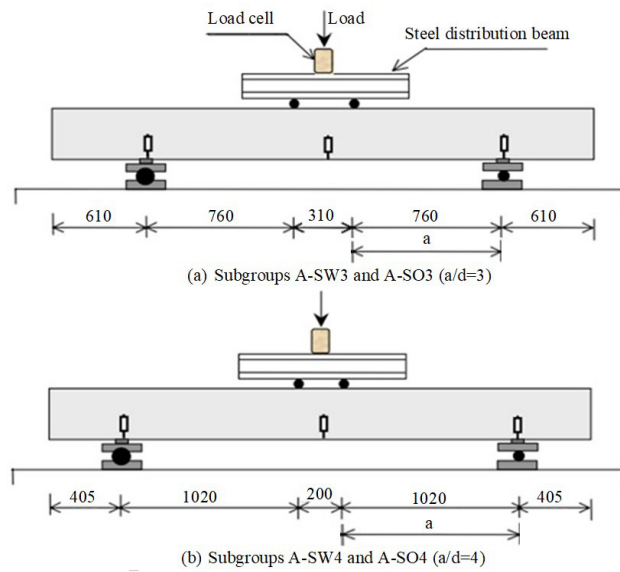 Load cell
Load
Steel distribution beam
610 760 310 760 610
a
(a) Subgroups A-SW3 and A-SO3 (a/d=3)
405 1020 200 1020 405
a
(b) Subgroups A-SW4 and A-SO4 (a/d=4)